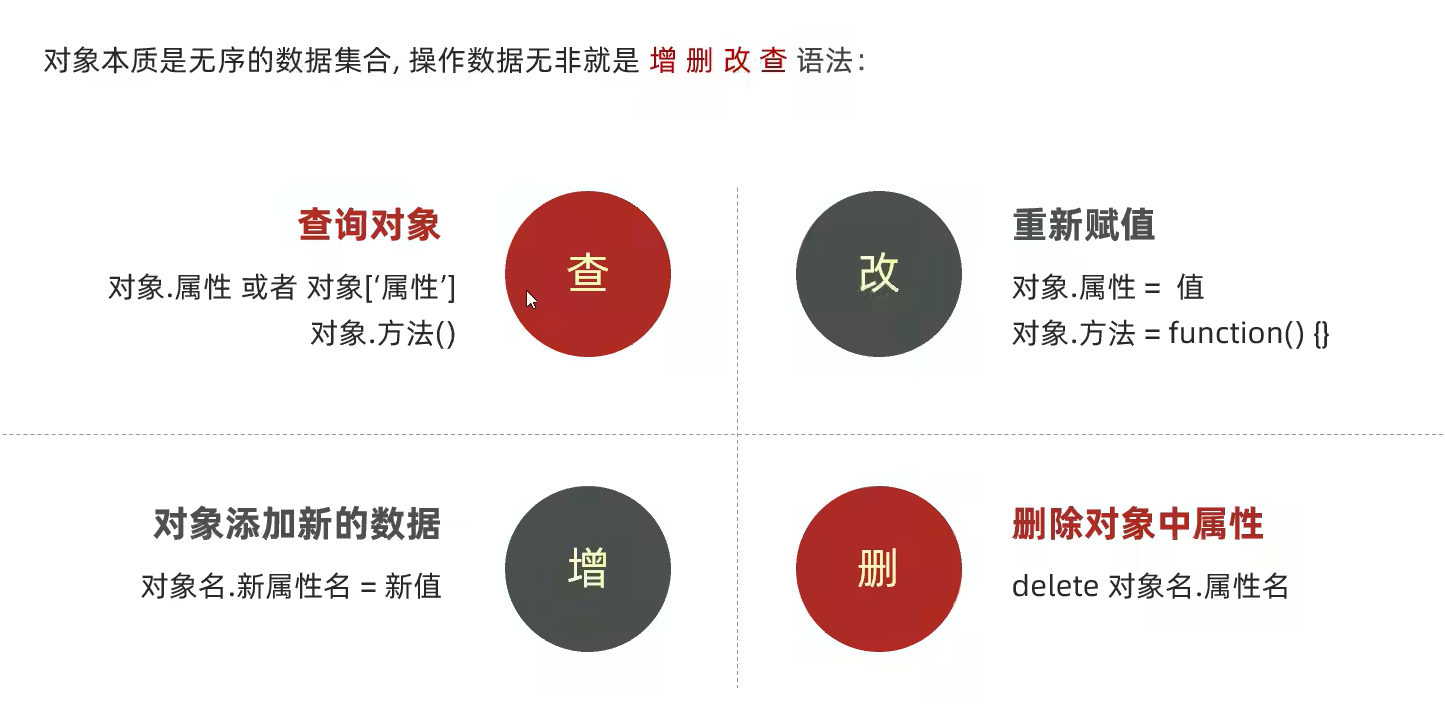 对象本质是无序的数据集合, 操作数据无非就是 增 删 改 查 语法:
查询对象
对象.属性 或者 对象[‘属性’]
对象.方法()
查
改
重新赋值
对象.属性 = 值
对象.方法 = function() {}
对象添加新的数据
对象名.新属性名 = 新值
增
删
删除对象中属性
delete 对象名.属性名